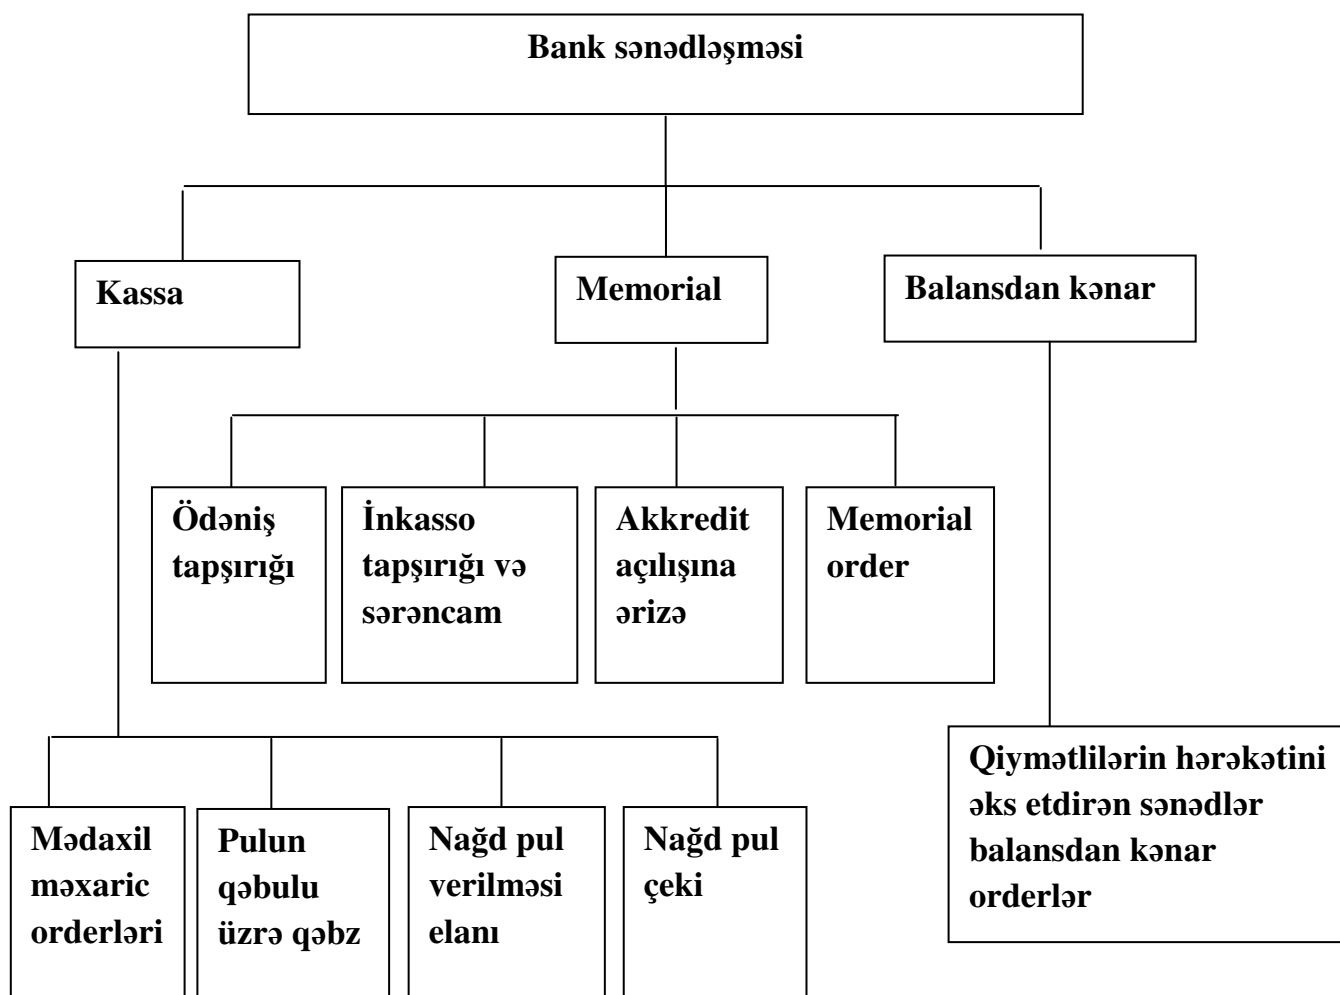 Bank sənədləşməsi
Kassa
Memorial
Balansdan kənar
Ödəniş
tapşırığı
İnkasso
tapşırığı və
sərəncam
Akkredit
açılışına
ərizə
Memorial
order
Mədaxil
məxaric
orderləri
Pulun
qəbulu
üzrə qəbz
Nağd pul
verilməsi
elanı
Nağd pul
çeki
Qiymətlilərin hərəkətini
əks etdirən sənədlər
balansdan kənar
orderlər